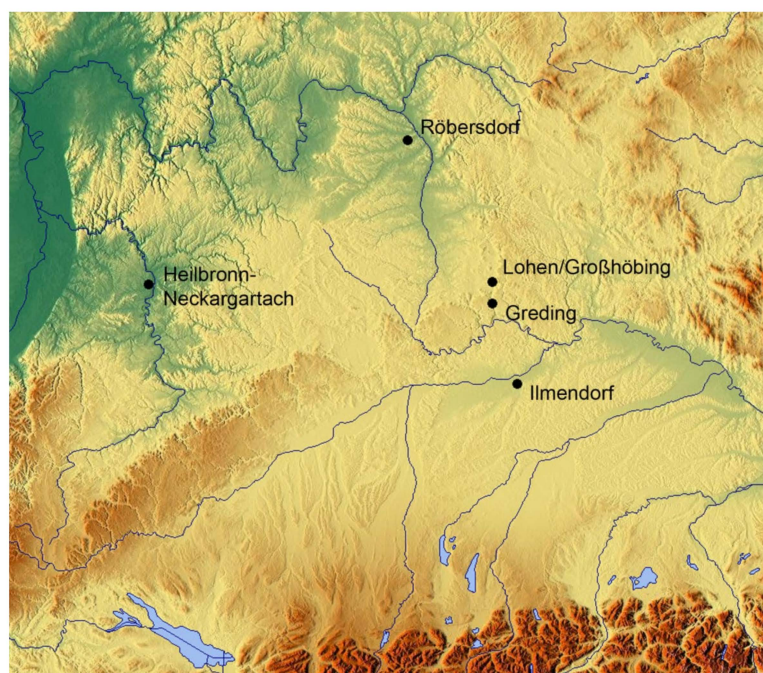 Röbersdorf
Heilbronn-
Neckargartach
Lohen/Großhöbing
Greding
Ilmendorf